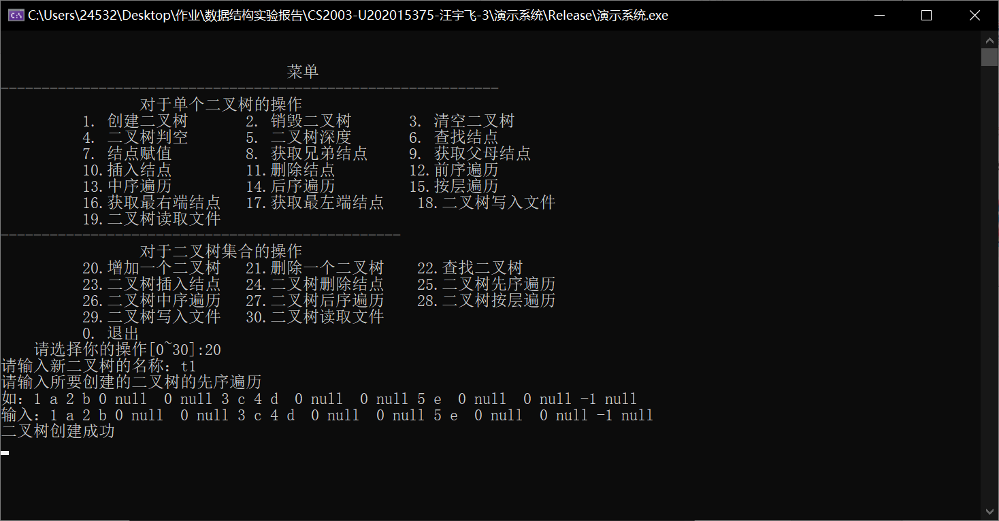 C:\Users\24532\Desktop\作业\数据结构实验报告\CS2003-U202015375-汪宇飞-3\演示系统\Release\演示系统.exe
菜单
-------------------------------------------------------------
对于单个二叉树的操作
1. 创建二叉树 2. 销毁二叉树 3. 清空二叉树
4. 二叉树判空 5. 二叉树深度 6. 查找结点
7. 结点赋值 8. 获取兄弟结点 9. 获取父母结点
10.插入结点 11.删除结点 12.前序遍历
13.中序遍历 14.后序遍历 15.按层遍历
16.获取最右端结点 17.获取最左端结点 18.二叉树写入文件
19.二叉树读取文件
-------------------------------------------------
对于二叉树集合的操作
20.增加一个二叉树 21.删除一个二叉树 22.查找二叉树
23.二叉树插入结点 24.二叉树删除结点 25.二叉树先序遍历
26.二叉树中序遍历 27.二叉树后序遍历 28.二叉树按层遍历
29.二叉树写入文件 30.二叉树读取文件
0. 退出
请选择你的操作[0~30]:20
请输入新二叉树的名称：t1
请输入所要创建的二叉树的先序遍历
如：1 a 2 b 0 null  0 null 3 c 4 d  0 null  0 null 5 e  0 null  0 null -1 null
输入：1 a 2 b 0 null  0 null 3 c 4 d  0 null  0 null 5 e  0 null  0 null -1 null
二叉树创建成功